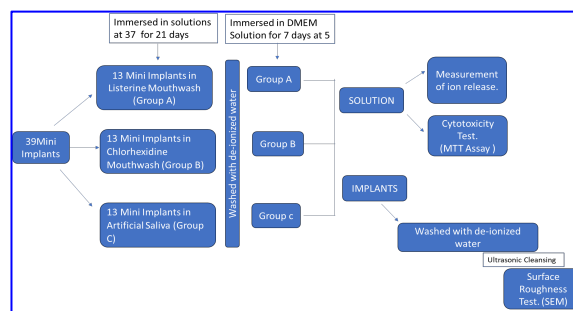 Immersed in solutions
at 37  for 21 days
Immersed in DMEM
Solution for 7 days at 5
39Mini
Implants
13 Mini Implants in
Listerine Mouthwash
(Group A)
13 Mini Implants in
Chlorhexidine
Mouthwash (Group B)
13 Mini Implants in
Artificial Saliva (Group
C)
Washed with de-ionized water
Group A
Group B
Group c
SOLUTION
IMPLANTS
Measurement
of ion release.
Cytotoxicity
Test.
(MTT Assay )
Washed with de-ionized
water
Ultrasonic Cleansing
Surface
Roughness
Test. (SEM)